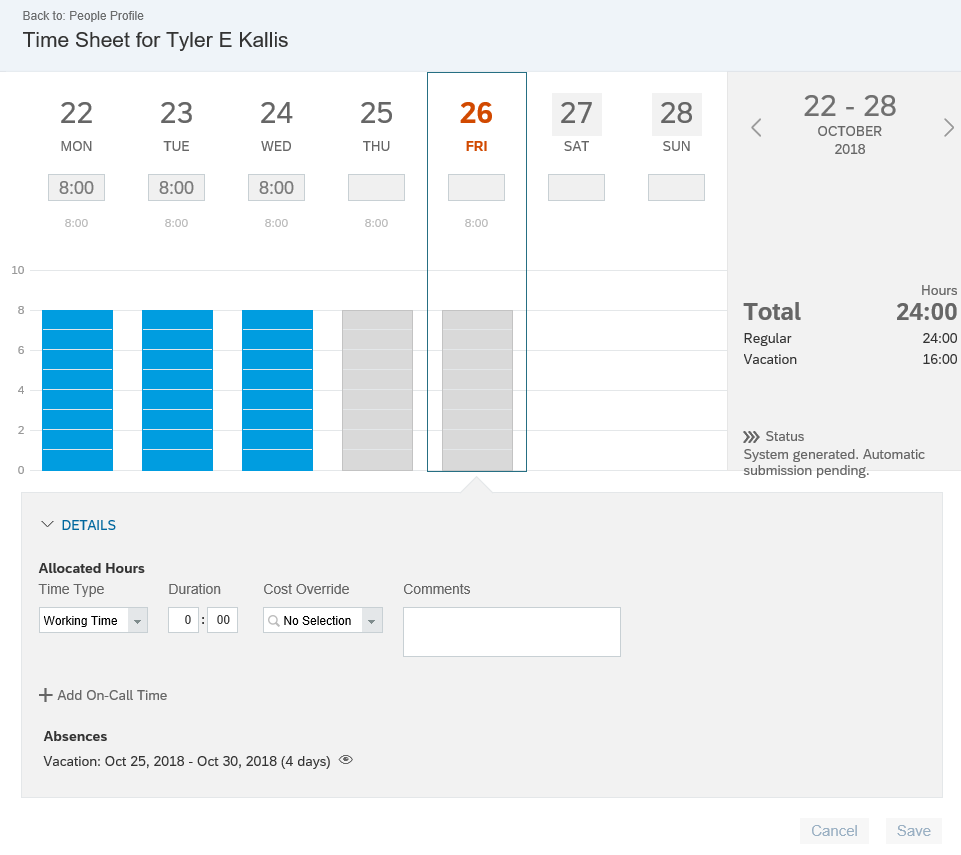 Back to: People Profile
Time Sheet for Tyler E Kallis
22 23 24 25 26 27 28
MON TUE WED THU FRI SAT SUN
8:00 8:00 8:00
8:00 8:00 8:00 8:00 8:00
10
8
6
4
2
0
22 - 28
OCTOBER
2018
Hours
Total 24:00
Regular 24:00
Vacation 16:00
Status
System generated. Automatic
submission pending.
DETAILS
Allocated Hours
Time Type Duration Cost Override Comments
Working Time 0 : 00 No Selection
Add On-Call Time
Absences
Vacation: Oct 25, 2018 - Oct 30, 2018 (4 days)
Cancel Save